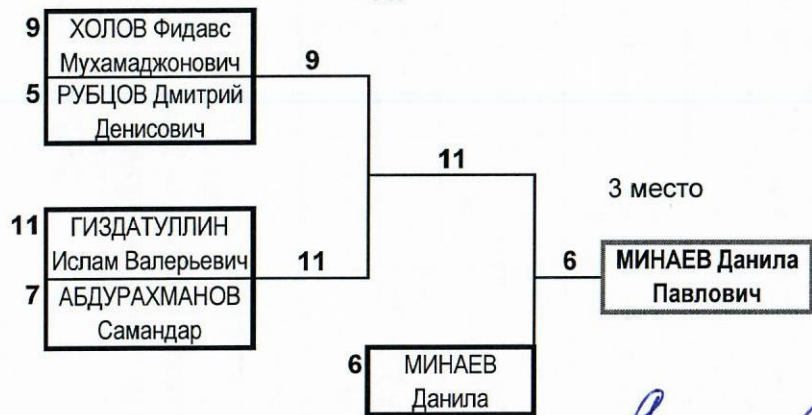 9 ХОЛОВ Фидавс
Мухамаджонович
9
5 РУБЦОВ Дмитрий
Денисович
11
3 место
11 ГИЗДАТУЛЛИН
Ислам Валерьевич
11
6
МИНАЕВ Данила
Павлович
7 АБДУРАХМАНОВ
Самандар
6 МИНАЕВ
Данила